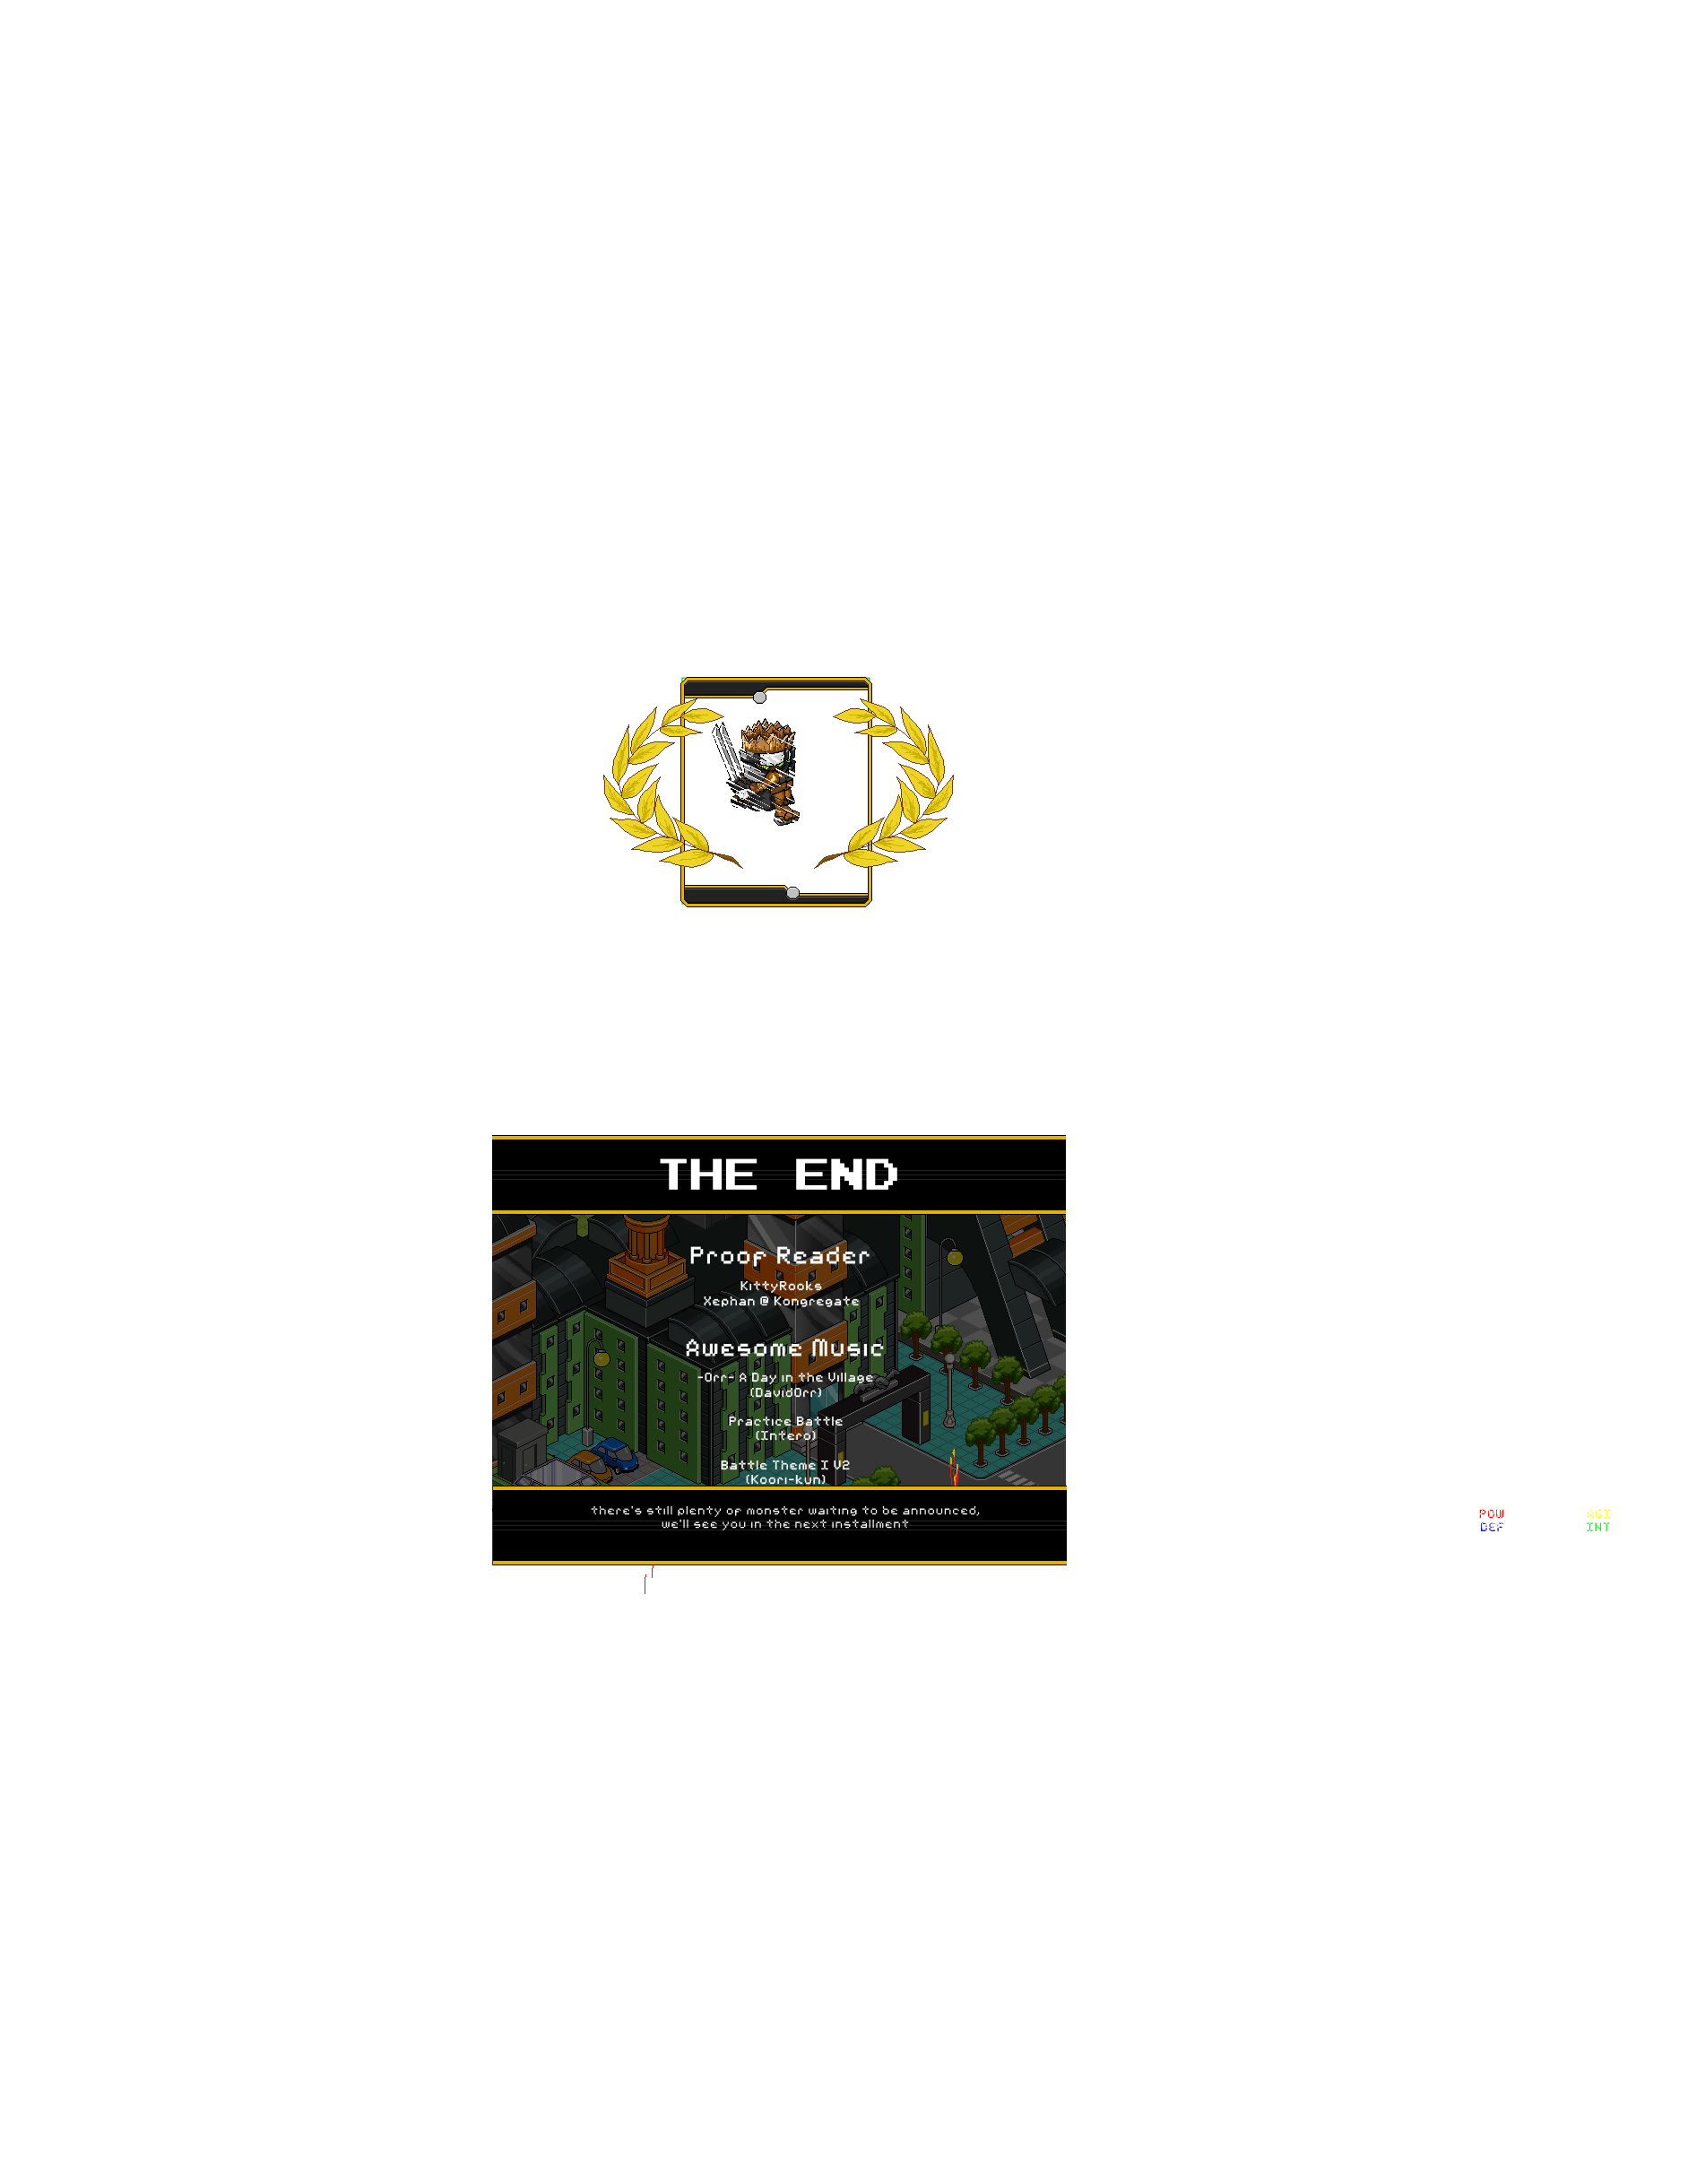 THE END
Proof Reader
KittyRooks
Xephan @ Kongregate
Awesome Music
-Orr- A Day in the Village
(DavidOrr)
Practice Battle
(Intero)
Battle Theme I V2
(Koori-kun)
there's still plenty of monster waiting to be announced,
we'll see you in the next installment
POW AGI
DEF INT